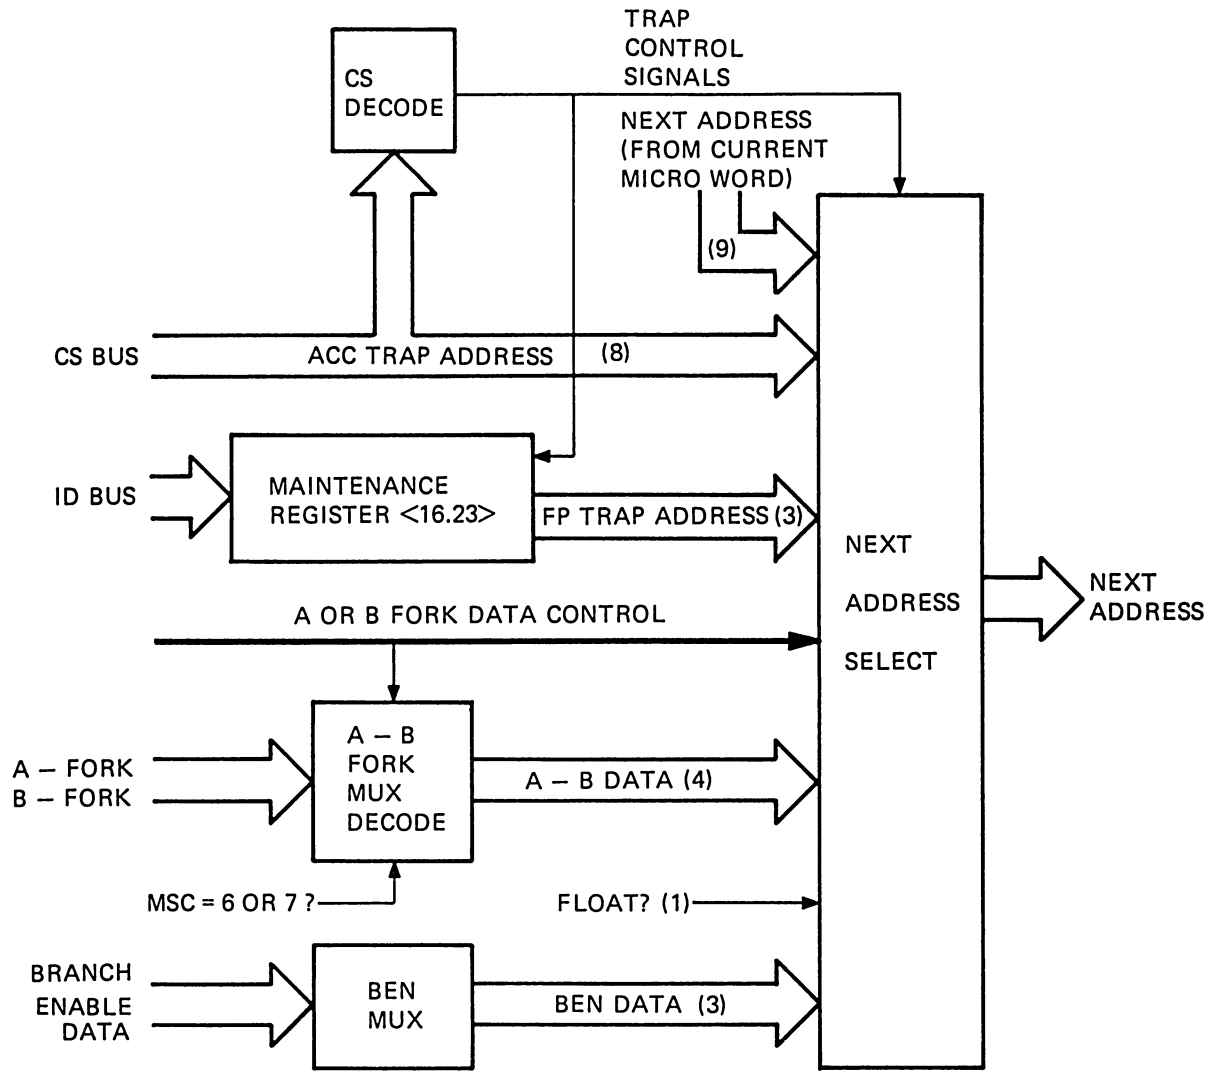 TRAP
CONTROL
SIGNALS
CS
DECODE
NEXT ADDRESS
(FROM CURRENT
MICRO WORD)
(9)
CS BUS
ACC TRAP ADDRESS (8)
ID BUS
MAINTENANCE
REGISTER <16.23>
FP TRAP ADDRESS (3)
NEXT
ADDRESS
SELECT
NEXT
ADDRESS
A OR B FORK DATA CONTROL
A – FORK
B – FORK
A – B
FORK
MUX
DECODE
A – B DATA (4)
MSC = 6 OR 7 ?
FLOAT? (1)
BRANCH
ENABLE
DATA
BEN
MUX
BEN DATA (3)